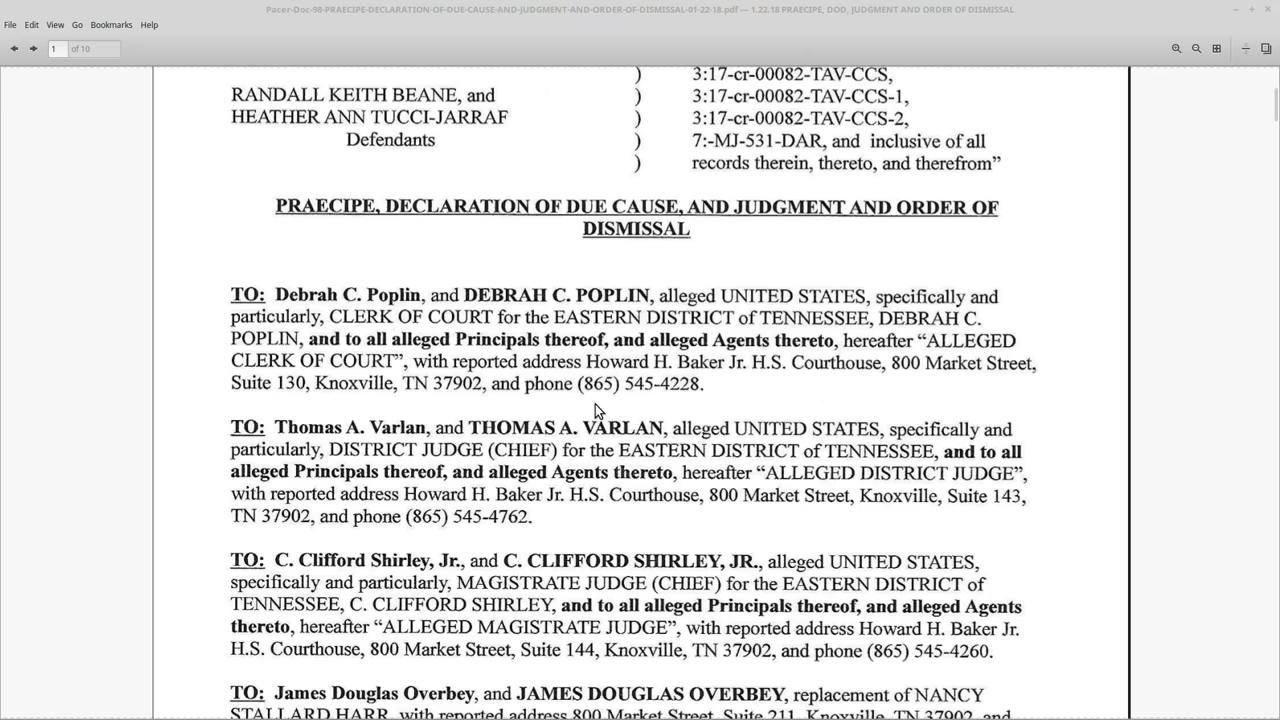 Pacer-Doc-98-PRAECIPE-DECLARATION-OF-DUE-CAUSE-AND-JUDGMENT-AND-ORDER-OF-DISMISSAL-01-22-18.pdf — 1.22.18 PRAECIPE, DOD, JUDGMENT AND ORDER OF DISMISSAL
File Edit View Go Bookmarks Help
1 of 10
) 3:17-cr-00082-TAV-CCS,
RANDALL KEITH BEANE, and ) 3:17-cr-00082-TAV-CCS-1,
HEATHER ANN TUCCI-JARRAF ) 3:17-cr-00082-TAV-CCS-2,
Defendants ) 7:-MJ-531-DAR, and inclusive of all
) records therein, thereto, and therefrom”
PRAECIPE, DECLARATION OF DUE CAUSE, AND JUDGMENT AND ORDER OF
DISMISSAL
TO: Debrah C. Poplin, and DEBRAH C. POPLIN, alleged UNITED STATES, specifically and
particularly, CLERK OF COURT for the EASTERN DISTRICT of TENNESSEE, DEBRAH C.
POPLIN, and to all alleged Principals thereof, and alleged Agents thereto, hereafter “ALLEGED
CLERK OF COURT”, with reported address Howard H. Baker Jr. H.S. Courthouse, 800 Market Street,
Suite 130, Knoxville, TN 37902, and phone (865) 545-4228.
TO: Thomas A. Varlan, and THOMAS A. VARLAN, alleged UNITED STATES, specifically and
particularly, DISTRICT JUDGE (CHIEF) for the EASTERN DISTRICT of TENNESSEE, and to all
alleged Principals thereof, and alleged Agents thereto, hereafter “ALLEGED DISTRICT JUDGE”,
with reported address Howard H. Baker Jr. H.S. Courthouse, 800 Market Street, Knoxville, Suite 143,
TN 37902, and phone (865) 545-4762.
TO: C. Clifford Shirley, Jr., and C. CLIFFORD SHIRLEY, JR., alleged UNITED STATES,
specifically and particularly, MAGISTRATE JUDGE (CHIEF) for the EASTERN DISTRICT of
TENNESSEE, C. CLIFFORD SHIRLEY, and to all alleged Principals thereof, and alleged Agents
thereto, hereafter “ALLEGED MAGISTRATE JUDGE”, with reported address Howard H. Baker Jr.
H.S. Courthouse, 800 Market Street, Suite 144, Knoxville, TN 37902, and phone (865) 545-4260.
TO: James Douglas Overbey, and JAMES DOUGLAS OVERBEY, replacement of NANCY
STALLARD HARR, with reported address 800 Market Street, Suite 211, Knoxville, TN 37902, and